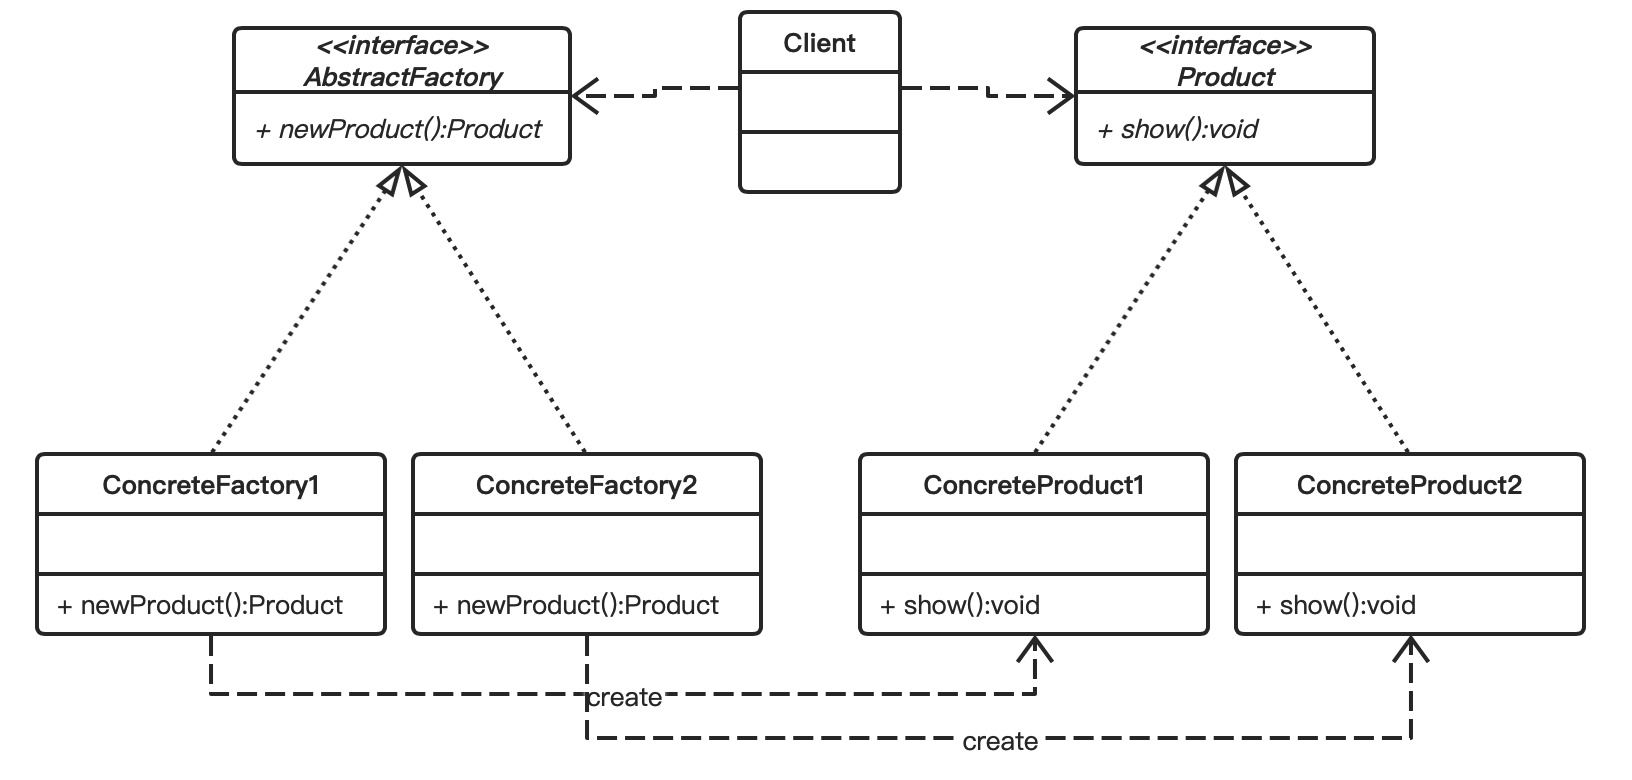 <<interface>>
AbstractFactory
+ newProduct():Product
Client
<<interface>>
Product
+ show():void
ConcreteFactory1
+ newProduct():Product
ConcreteFactory2
+ newProduct():Product
ConcreteProduct1
+ show():void
ConcreteProduct2
+ show():void
create
create